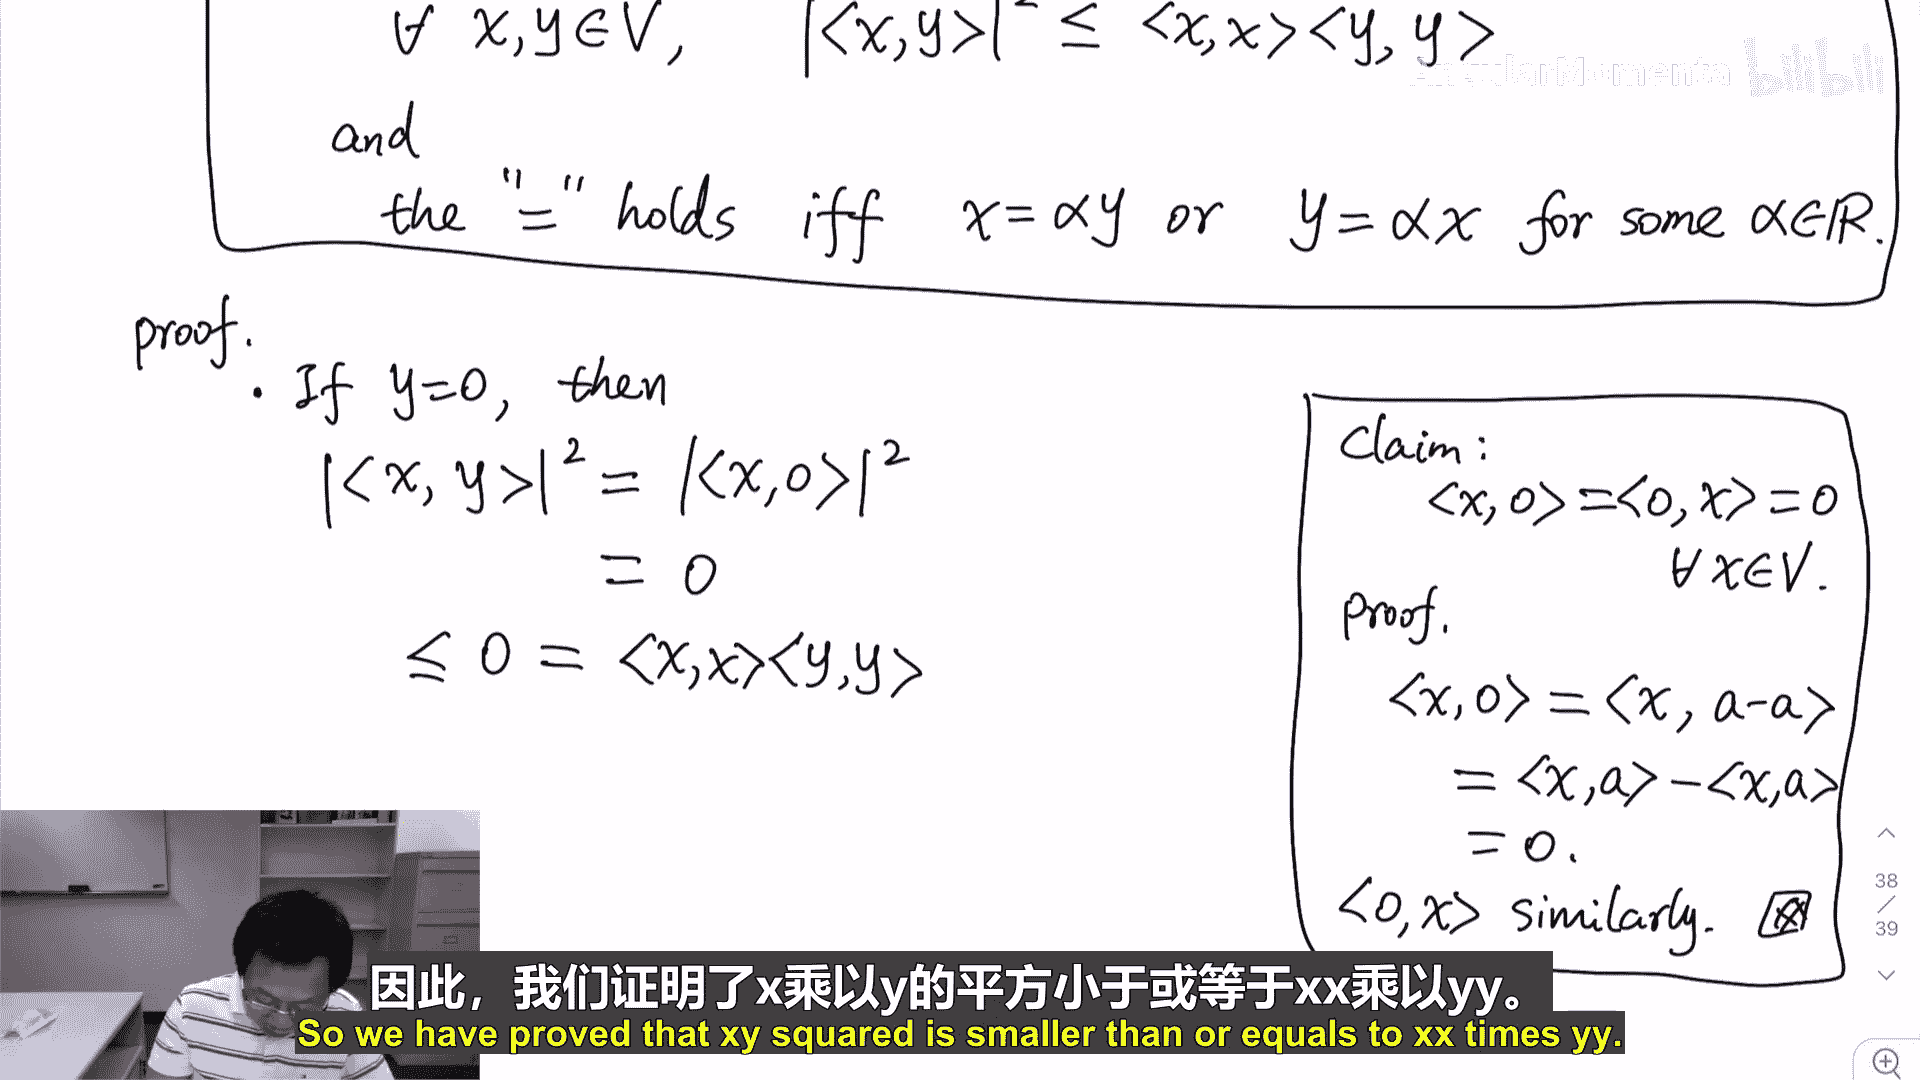 ∀ x,y∈V, |<x,y>|² ≤ <x,x><y,y>
AngularMomenta bilibili
and
the "=" holds iff x=αy or y=αx for some α∈ℝ.
proof.
· If y=0, then
|<x,y>|² = |<x,0>|²
= 0
≤ 0 = <x,x><y,y>
Claim:
<x,0>=<0,x>=0
∀ x∈V.
proof.
<x,0> = <x, a-a>
= <x,a>-<x,a>
= 0.
<0,x> similarly.
38
/
39
因此，我们证明了x乘以y的平方小于或等于xx乘以yy。
So we have proved that xy squared is smaller than or equals to xx times yy.